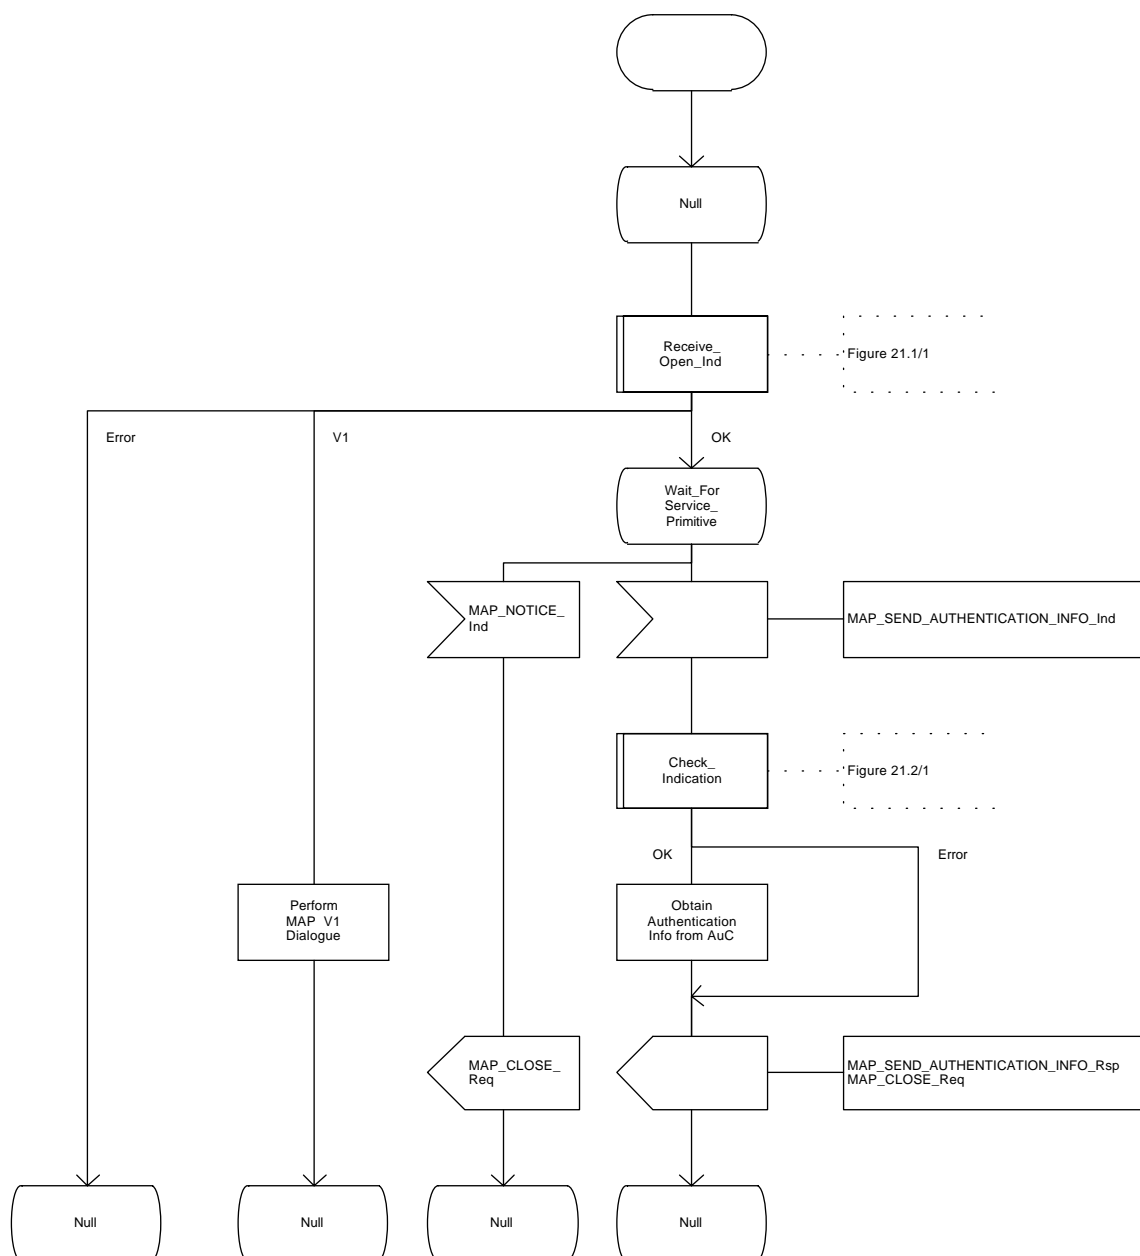 Null
Receive_
Open_Ind
Figure 21.1/1
Error
V1
OK
Wait_For
Service_
Primitive
MAP_NOTICE_
Ind
MAP_SEND_AUTHENTICATION_INFO_Ind
Check_
Indication
Figure 21.2/1
OK
Error
Perform
MAP V1
Dialogue
Obtain
Authentication
Info from AuC
MAP_CLOSE_
Req
MAP_SEND_AUTHENTICATION_INFO_Rsp
MAP_CLOSE_Req
Null
Null
Null
Null